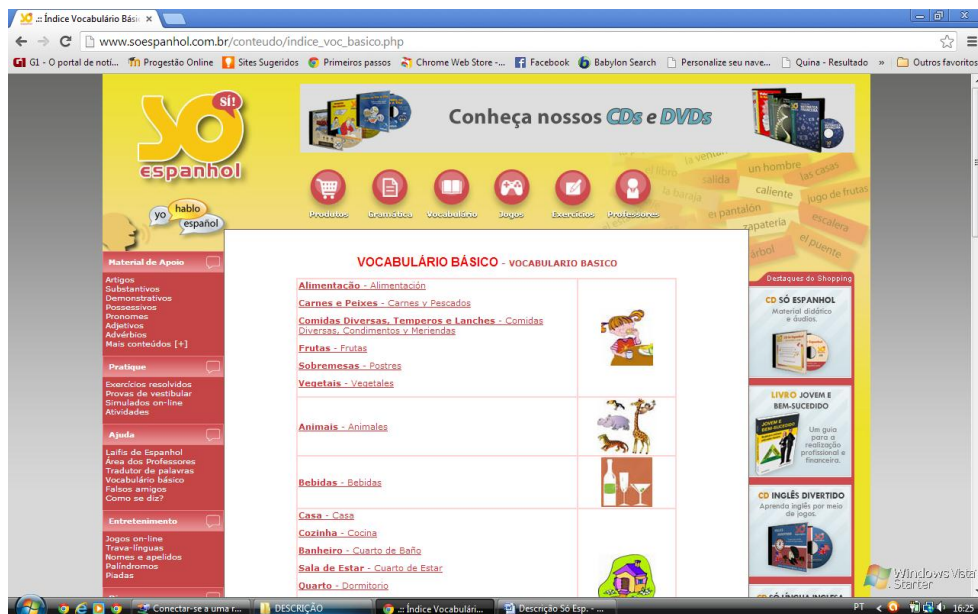 .:: Índice Vocabulário Bási
www.soespanhol.com.br/conteudo/indice_voc_basico.php
G1 - O portal de notí... Progestão Online Sites Sugeridos Primeiros passos Chrome Web Store -... Facebook Babylon Search Personalize seu nave... Quina - Resultado » Outros favoritos
SÓ
SÍ!
espanhol
yo hablo español
Conheça nossos CDs e DVDs
Produtos Gramática Vocabulário Jogos Exercícios Professores
la ventan
un hombre
las casas
salida
caliente
jugo de frutas
la baraja
el pantalón
escalera
zapatería
el puente
árbol
Material de Apoio
Artigos
Substantivos
Demonstrativos
Possessivos
Pronomes
Adjetivos
Advérbios
Mais conteúdos [+]
Pratique
Exercícios resolvidos
Provas de vestibular
Simulados on-line
Atividades
Ajuda
Laifis de Espanhol
Área dos Professores
Tradutor de palavras
Vocabulário básico
Falsos amigos
Como se diz?
Entretenimento
Jogos on-line
Trava-línguas
Nomes e apelidos
Palíndromos
Piadas
VOCABULÁRIO BÁSICO - VOCABULARIO BASICO
Alimentação - Alimentación
Carnes e Peixes - Carnes y Pescados
Comidas Diversas, Temperos e Lanches - Comidas
Diversas, Condimentos y Meriendas
Frutas - Frutas
Sobremesas - Postres
Vegetais - Vegetales
Animais - Animales
Bebidas - Bebidas
Casa - Casa
Cozinha - Cocina
Banheiro - Cuarto de Baño
Sala de Estar - Cuarto de Estar
Quarto - Dormitorio
Destaques do Shopping
CD SÓ ESPANHOL
Material didático
e áudios.
LIVRO JOVEM E
BEM-SUCEDIDO
Um guia
para a
realização
profissional e
financeira.
CD INGLÊS DIVERTIDO
Aprenda inglês por meio
de jogos.
CD SÓ LÍNGUA INGLESA
Windows Vista
Starter
Conectar-se a uma r... DESCRIÇÃO .:: Índice Vocabulári... Descrição Só Esp. - ... PT < 16:25